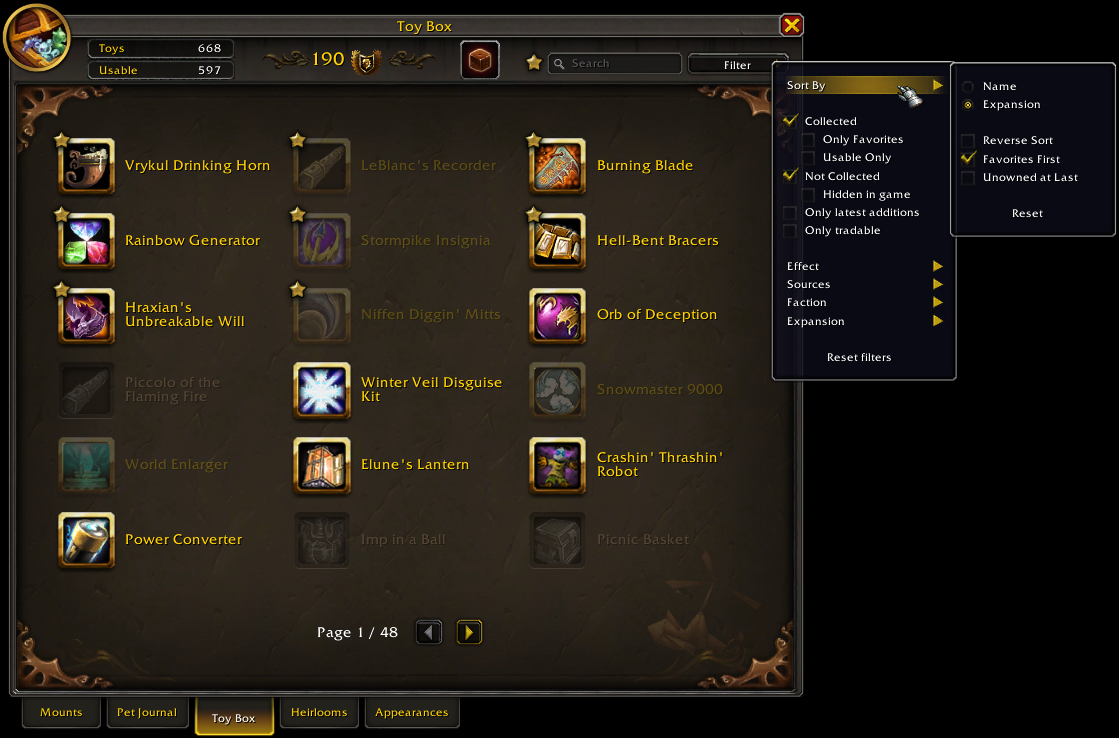 Toy Box
Toys 668
Usable 597
190
Search
Filter
Vrykul Drinking Horn
LeBlanc's Recorder
Burning Blade
Rainbow Generator
Stormpike Insignia
Hell-Bent Bracers
Hraxian's
Unbreakable Will
Niffen Diggin' Mitts
Orb of Deception
Piccolo of the
Flaming Fire
Winter Veil Disguise
Kit
Snowmaster 9000
World Enlarger
Elune's Lantern
Crashin' Thrashin'
Robot
Power Converter
Imp in a Ball
Picnic Basket
Page 1 / 48
Mounts
Pet Journal
Toy Box
Heirlooms
Appearances
Sort By
Collected
Only Favorites
Usable Only
Not Collected
Hidden in game
Only latest additions
Only tradable
Effect
Sources
Faction
Expansion
Reset filters
Name
Expansion
Reverse Sort
Favorites First
Unowned at Last
Reset